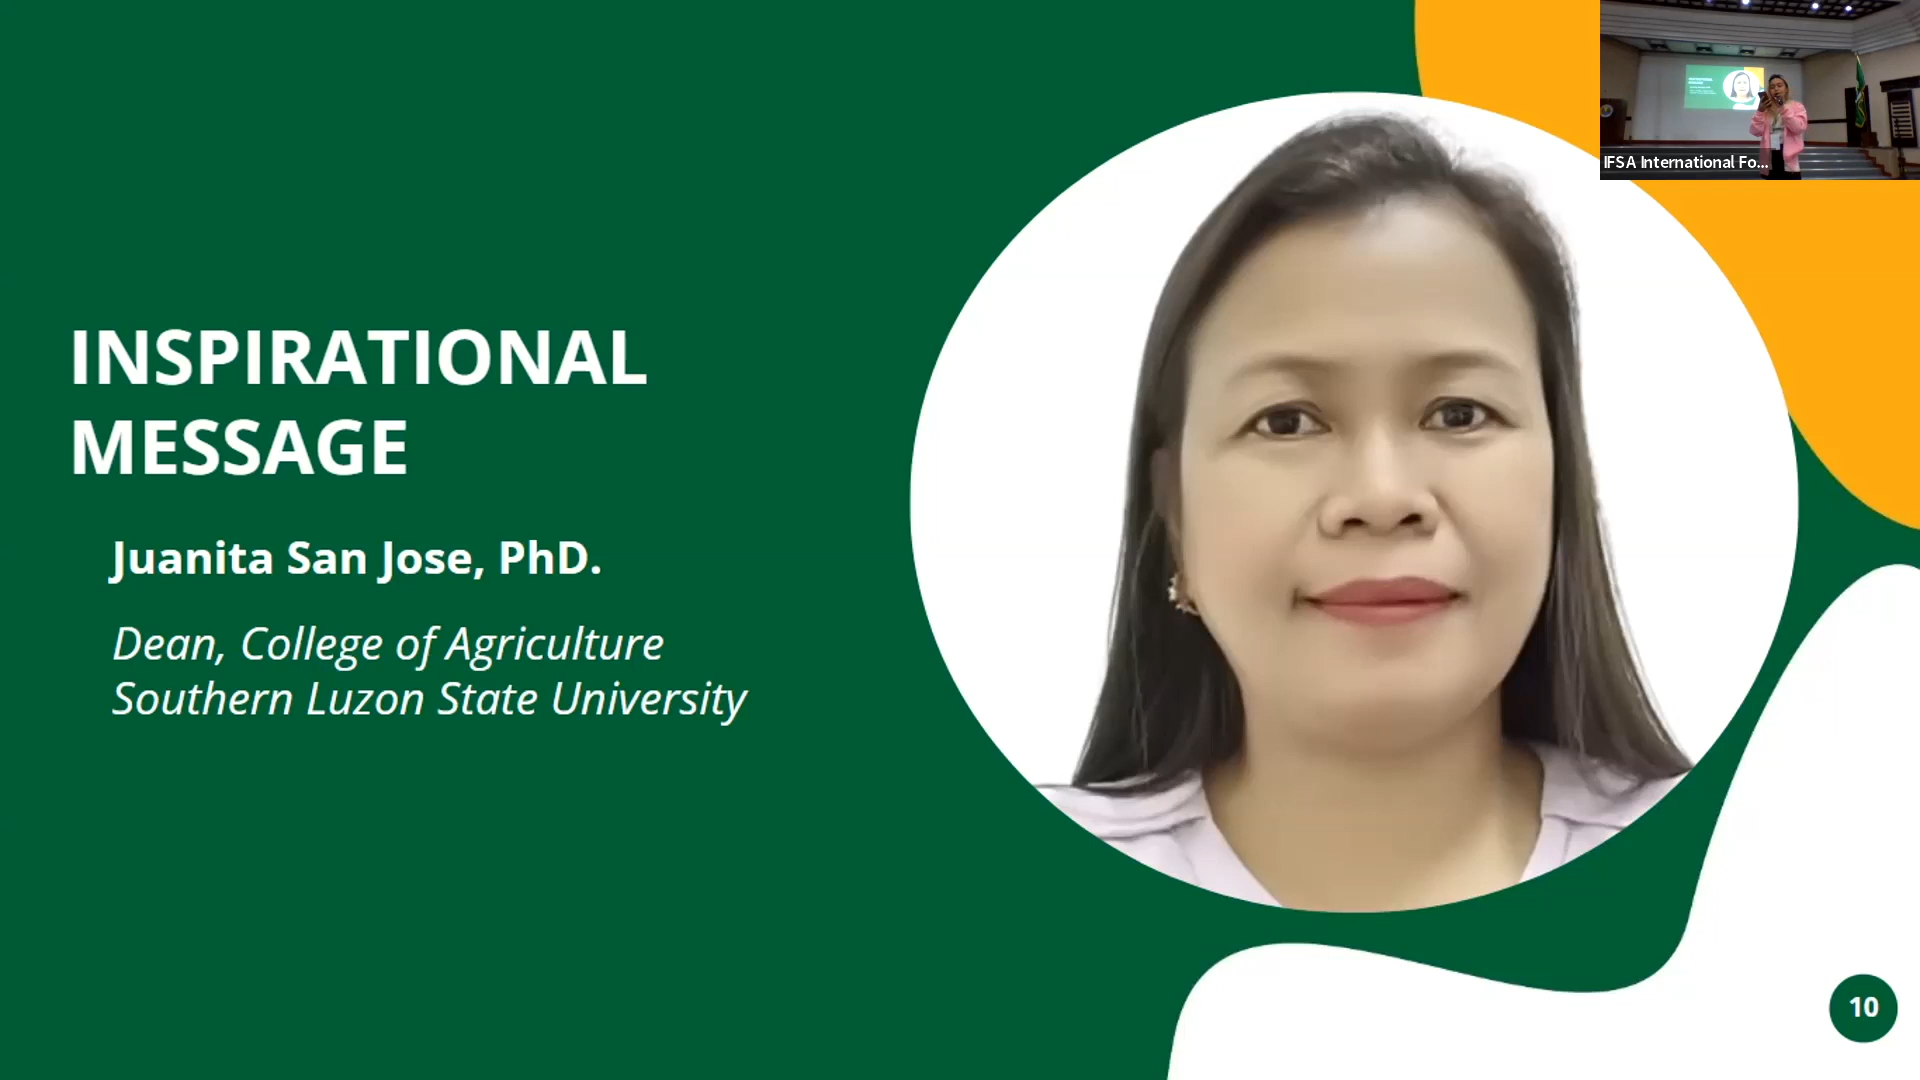 INSPIRATIONAL
MESSAGE
Juanita San Jose, PhD.
Dean, College of Agriculture
Southern Luzon State University
IFSA International Fo...
10